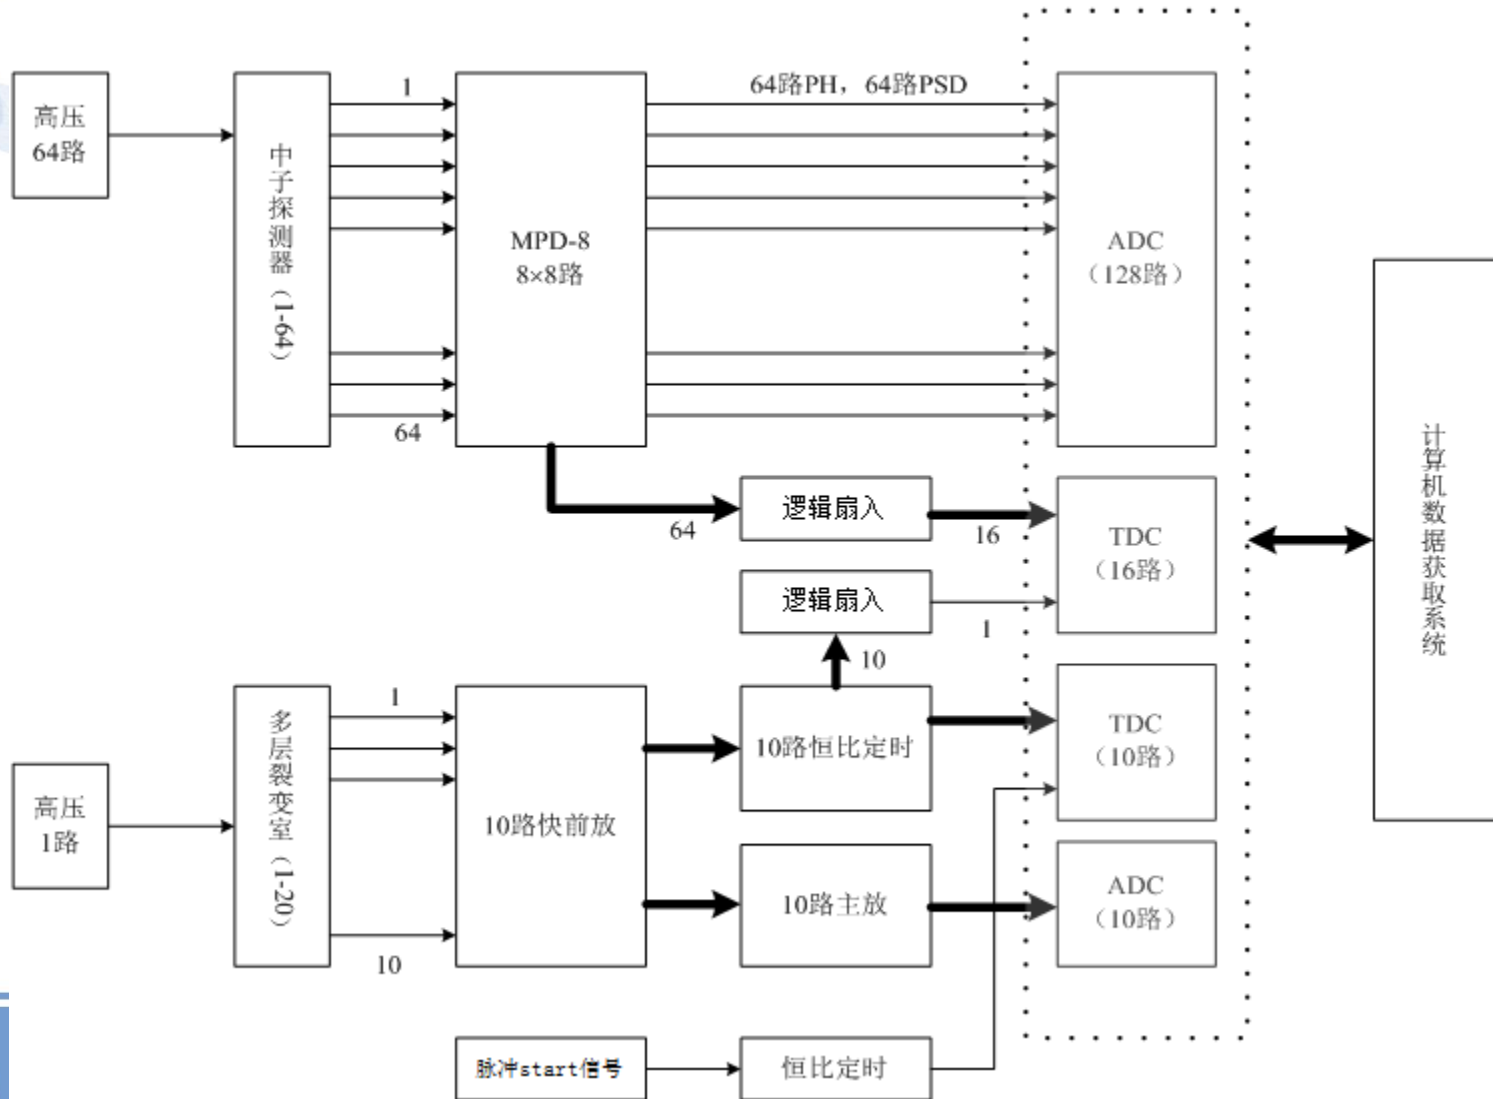 高压
64路
中子探测器（1-64）
1
64
MPD-8
8×8路
64路PH，64路PSD
ADC
（128路）
64
逻辑扇入
16
TDC
（16路）
逻辑扇入
1
10
计算机数据获取系统
高压
1路
多层裂变室（1-20）
1
10
10路快前放
10路恒比定时
TDC
（10路）
10路主放
ADC
（10路）
脉冲start信号
恒比定时